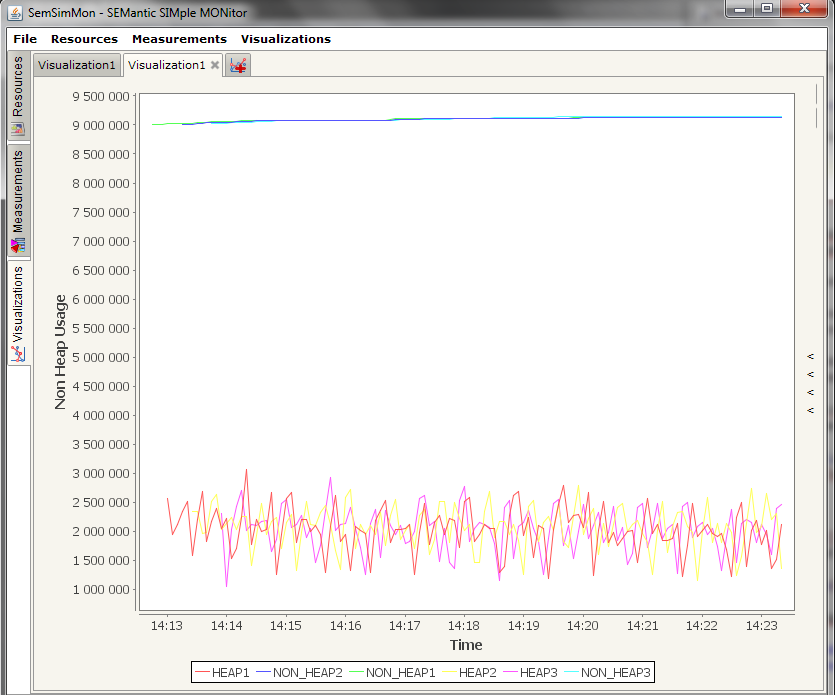 SemSimMon - SEMantic SIMple MONitor
File Resources Measurements Visualizations
Resources
Measurements
Visualizations
Visualization1 Visualization1
Non Heap Usage
9 500 000
9 000 000
8 500 000
8 000 000
7 500 000
7 000 000
6 500 000
6 000 000
5 500 000
5 000 000
4 500 000
4 000 000
3 500 000
3 000 000
2 500 000
2 000 000
1 500 000
1 000 000
<
<
<
<
14:13 14:14 14:15 14:16 14:17 14:18 14:19 14:20 14:21 14:22 14:23
Time
HEAP1 NON_HEAP2 NON_HEAP1 HEAP2 HEAP3 NON_HEAP3